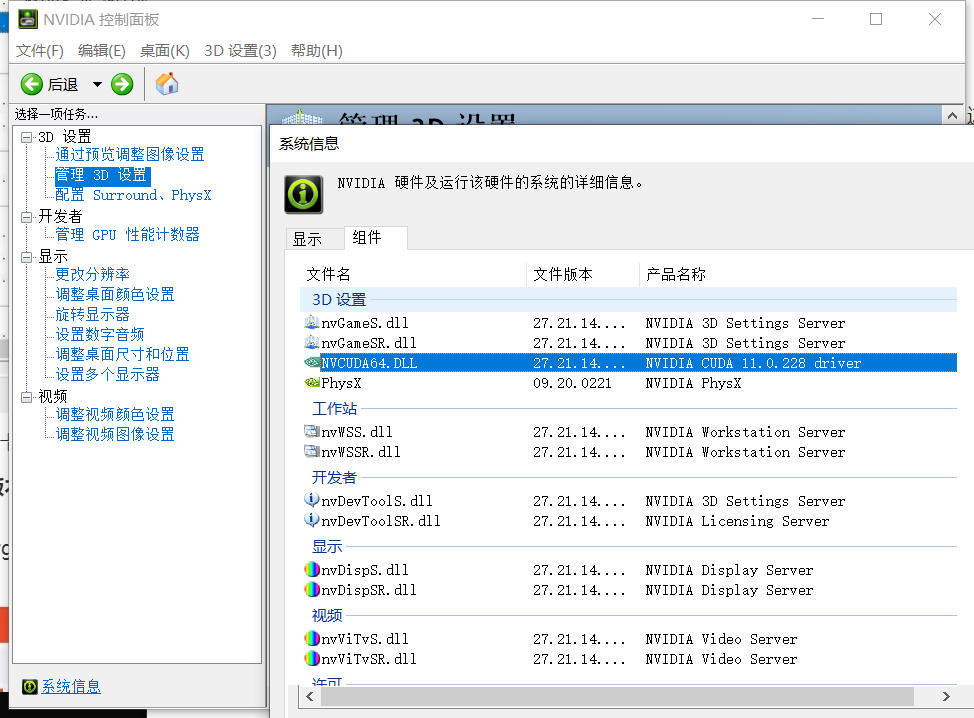 NVIDIA 控制面板
文件(F) 编辑(E) 桌面(K) 3D 设置(3) 帮助(H)
后退
选择一项任务...
3D 设置
通过预览调整图像设置
管理 3D 设置
配置 Surround、PhysX
开发者
管理 GPU 性能计数器
显示
更改分辨率
调整桌面颜色设置
旋转显示器
设置数字音频
调整桌面尺寸和位置
设置多个显示器
视频
调整视频颜色设置
调整视频图像设置
系统信息
管理 3D 设置
系统信息
NVIDIA 硬件及运行该硬件的系统的详细信息。
显示 组件
文件名 文件版本 产品名称
3D 设置
nvGameS.dll 27.21.14.... NVIDIA 3D Settings Server
nvGameSR.dll 27.21.14.... NVIDIA 3D Settings Server
NVCUDA64.DLL 27.21.14.... NVIDIA CUDA 11.0.228 driver
PhysX 09.20.0221 NVIDIA PhysX
工作站
nvWSS.dll 27.21.14.... NVIDIA Workstation Server
nvWSSR.dll 27.21.14.... NVIDIA Workstation Server
开发者
nvDevToolS.dll 27.21.14.... NVIDIA 3D Settings Server
nvDevToolSR.dll 27.21.14.... NVIDIA Licensing Server
显示
nvDispS.dll 27.21.14.... NVIDIA Display Server
nvDispSR.dll 27.21.14.... NVIDIA Display Server
视频
nvViTvS.dll 27.21.14.... NVIDIA Video Server
nvViTvSR.dll 27.21.14.... NVIDIA Video Server
许可